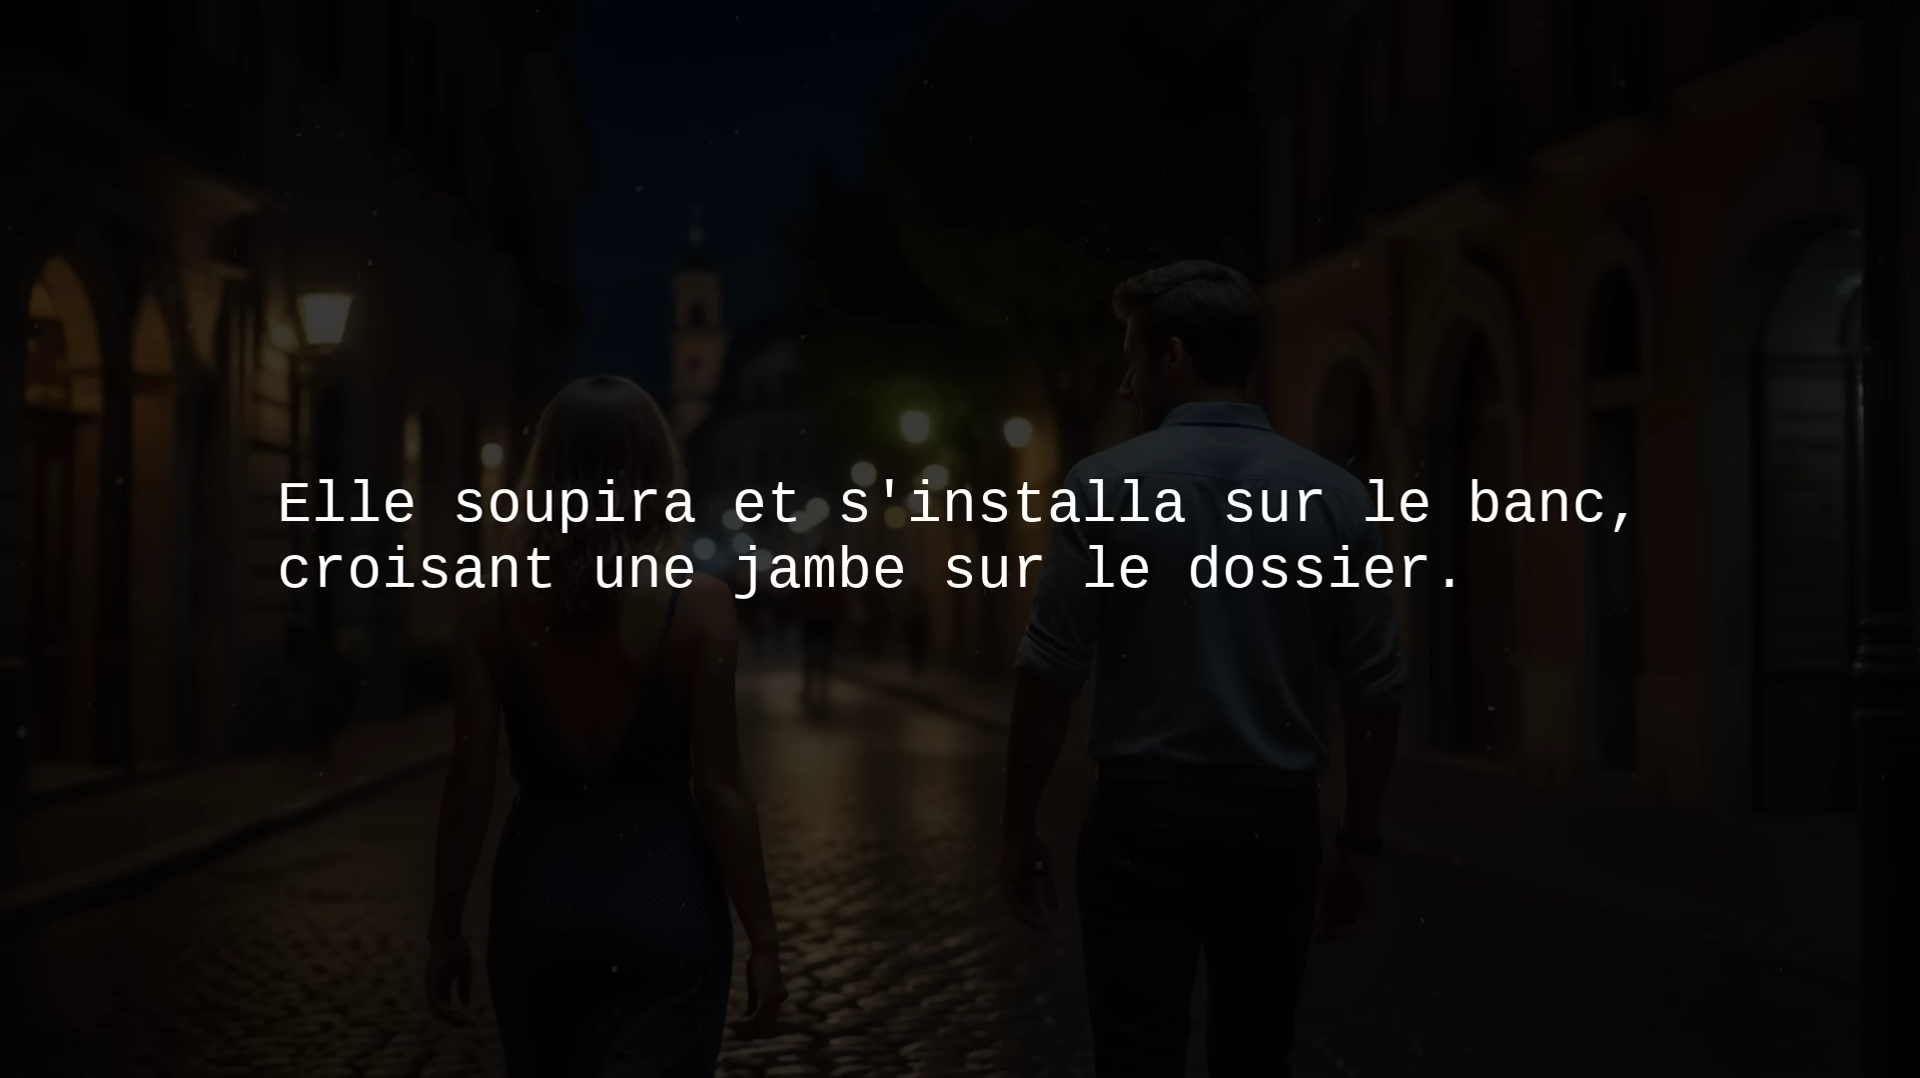 Elle soupira et s'installa sur le banc,
croisant une jambe sur le dossier.